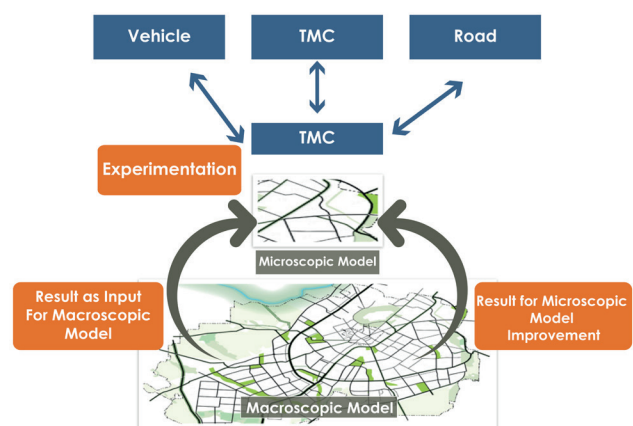 Vehicle
TMC
Road
TMC
Experimentation
Microscopic Model
Result as Input
For Macroscopic
Model
Result for Microscopic
Model
Improvement
Macroscopic Model